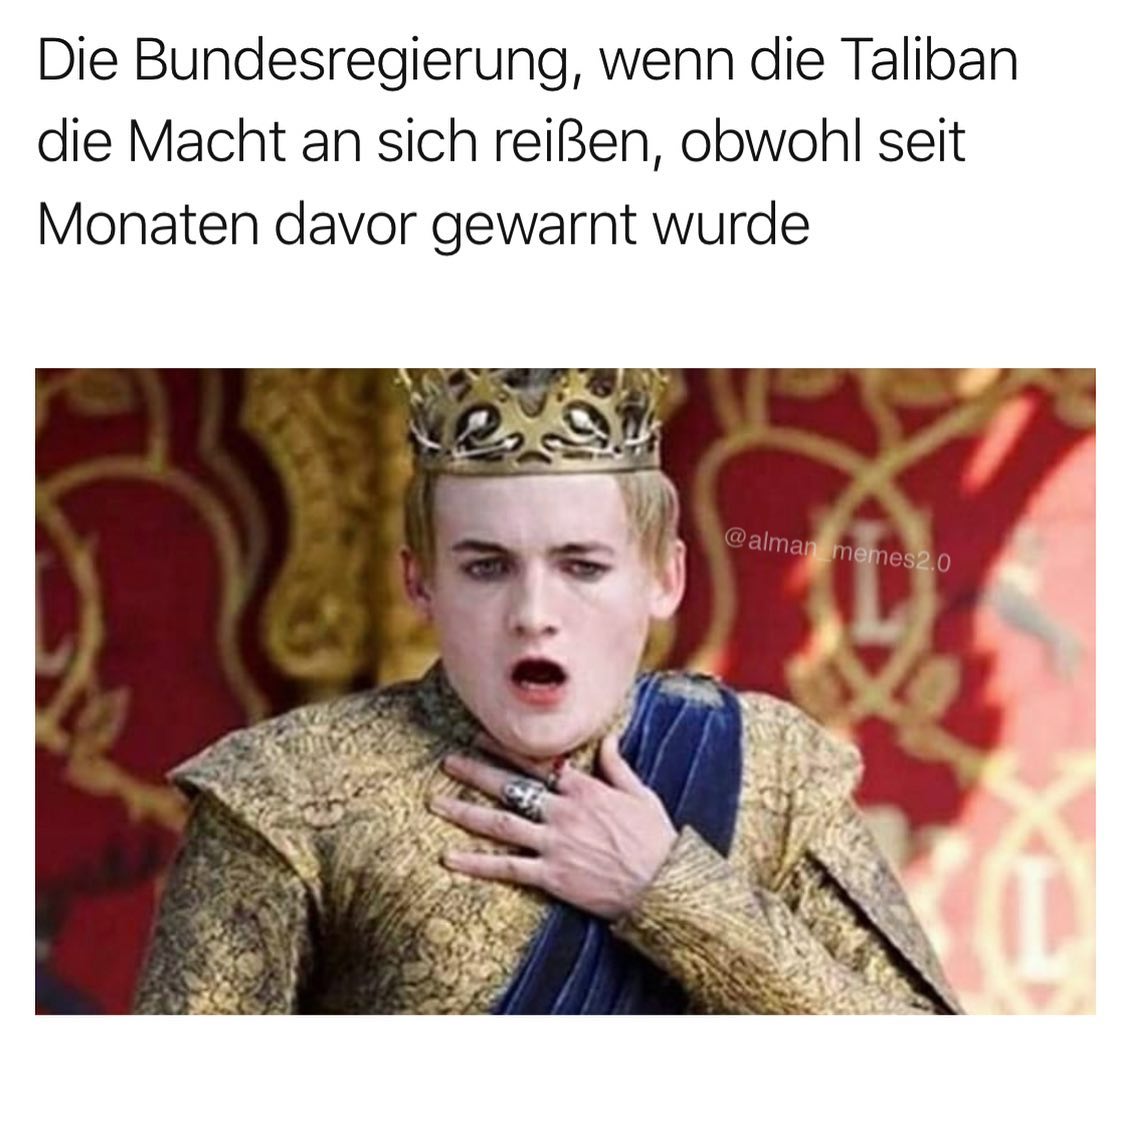 Die Bundesregierung, wenn die Taliban
die Macht an sich reißen, obwohl seit
Monaten davor gewarnt wurde
@alman_memes2.0
L
L